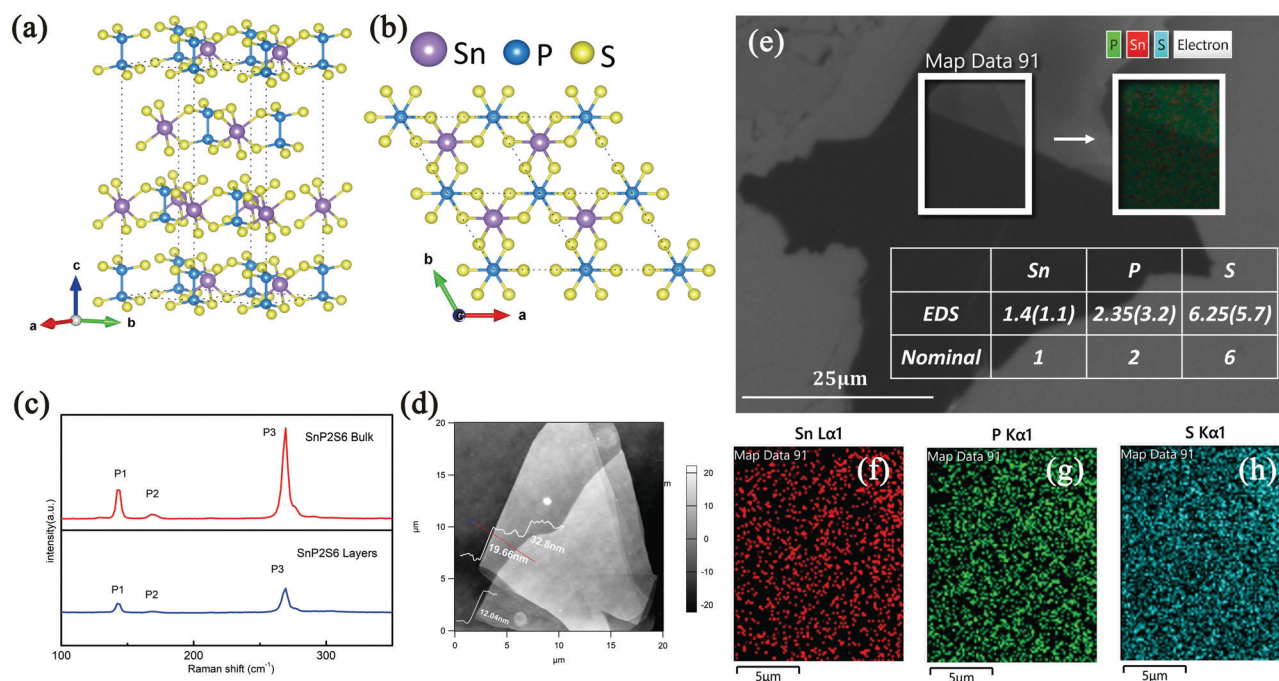 (a)
c
a
b
(b)
Sn
P
S
b
c
a
(c)
SnP2S6 Bulk
P1
P2
P3
SnP2S6 Layers
P1
P2
P3
intensity(a.u.)
100
200
300
Raman shift (cm⁻¹)
(d)
20
15
10
5
0
µm
0
5
10
15
20
µm
19.66nm
32.8nm
12.04nm
20
10
0
-10
-20
m
(e)
P
Sn
S
Electron
Map Data 91
Sn P S
EDS 1.4(1.1) 2.35(3.2) 6.25(5.7)
Nominal 1 2 6
25µm
Sn Lα1
Map Data 91
(f)
5µm
P Kα1
Map Data 91
(g)
5µm
S Kα1
Map Data 91
(h)
5µm